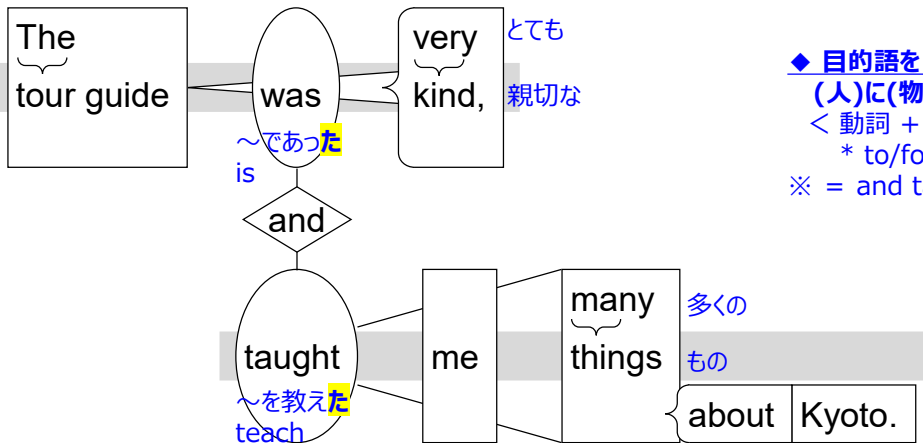 The
tour guide
was
～であった
is
very
とても
kind,
親切な
and
taught
～を教えた
teach
me
many
多くの
things
もの
about
Kyoto.
◆ 目的語を
(人)に(物
＜ 動詞 +
* to/fo
※ = and t